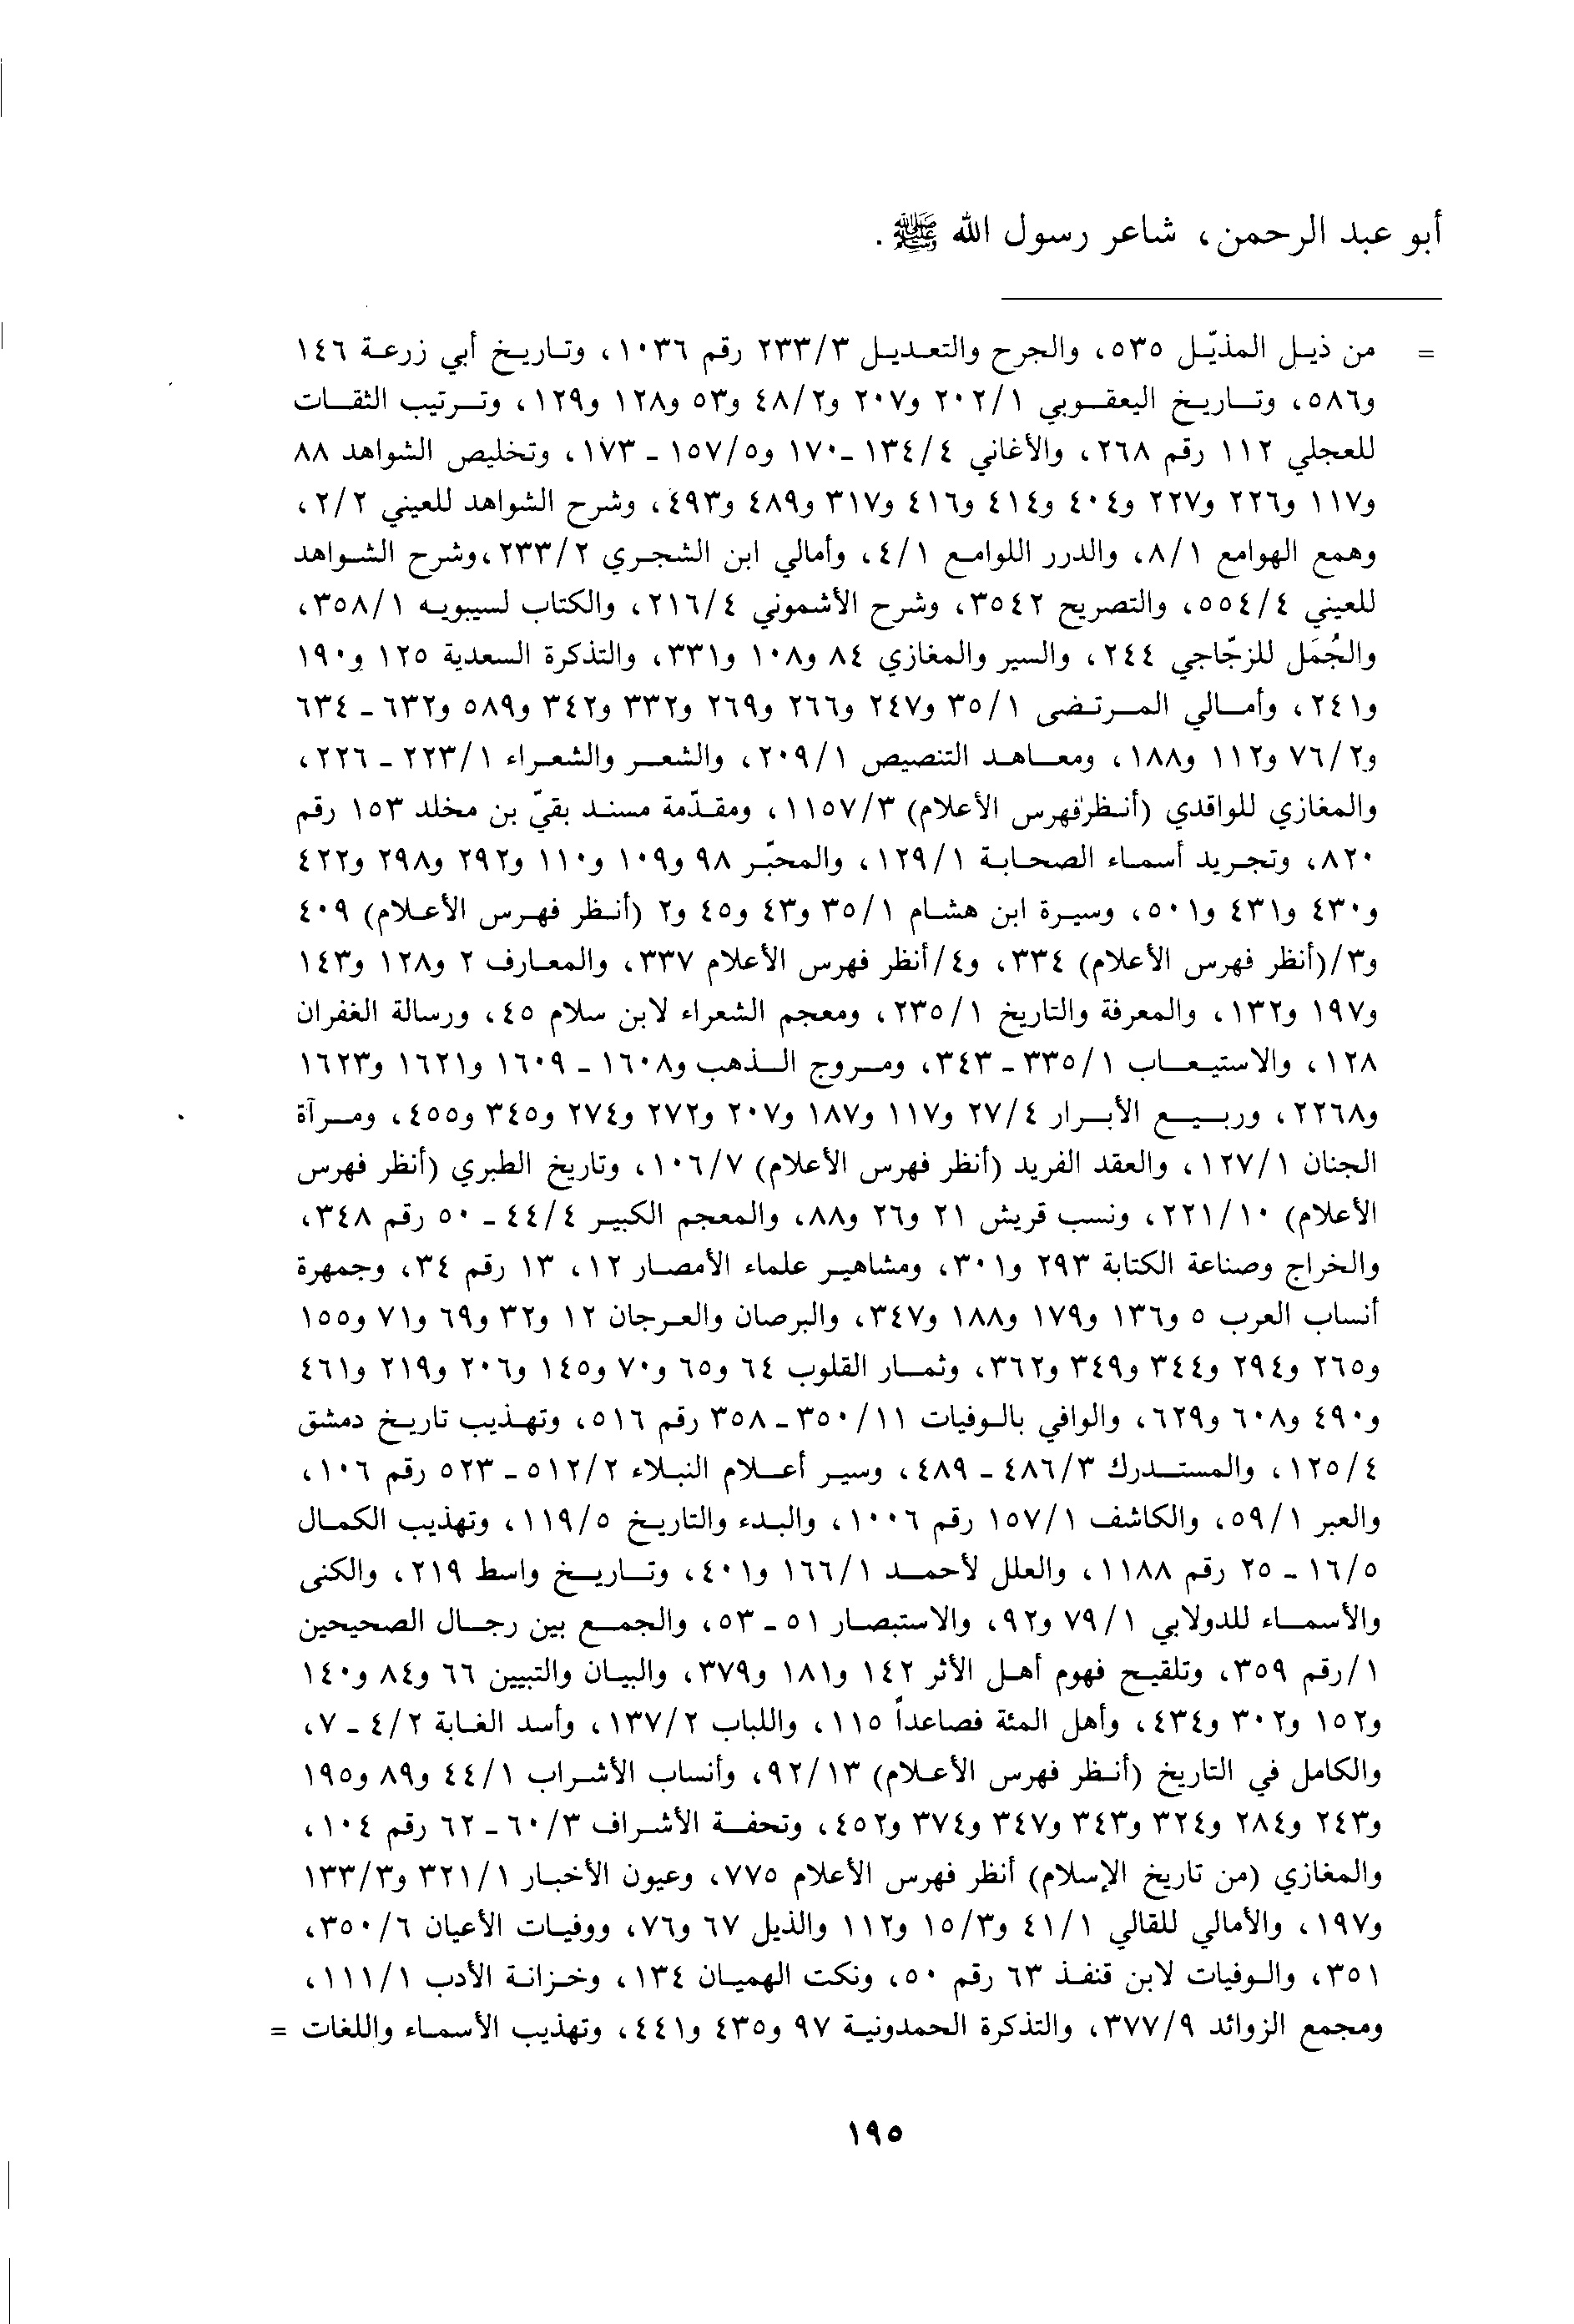 أبو عبد الرحمن، شاعر رسول الله ﷺ.
= من ذيل المذيّل ٥٣٥، والجرح والتعديل ٢٣٣/٣ رقم ١٠٣٦، وتاريخ أبي زرعة ١٤٦
و٥٨٦، وتاريخ اليعقوبي ٢٠٢/١ و٢٠٧ و٤٨/٢ و٥٣ و١٢٨ و١٢٩، وترتيب الثقات
للعجلي ١١٢ رقم ٢٦٨، والأغاني ١٣٤/٤ -١٧٠ و١٥٧/٥ - ١٧٣، وتخليص الشواهد ٨٨
و١١٧ و٢٢٦ و٢٢٧ و٤٠٤ و٤١٤ و٤١٦ و٣١٧ و٤٨٩ و٤٩٣، وشرح الشواهد للعيني ٢/٢،
وهمع الهوامع ٨/١، والدرر اللوامع ٤/١، وأمالي ابن الشجري ٢٣٣/٢،وشرح الشواهد
للعيني ٥٥٤/٤، والتصريح ٣٥٤٢، وشرح الأشموني ٢١٦/٤، والكتاب لسيبويه ٣٥٨/١،
والجُمَل للزجّاجي ٢٤٤، والسير والمغازي ٨٤ و١٠٨ و٣٣١، والتذكرة السعدية ١٢٥ و١٩٠
و٢٤١، وأمالي المرتضى ٣٥/١ و٢٤٧ و٢٦٦ و٢٦٩ و٣٣٢ و٣٤٢ و٥٨٩ و٦٣٢ - ٦٣٤
و٧٦/٢ و١١٢ و١٨٨، ومعاهد التنصيص ٢٠٩/١، والشعر والشعراء ٢٢٣/١ - ٢٢٦،
والمغازي للواقدي (أنظر فهرس الأعلام) ١١٥٧/٣، ومقدّمة مسند بقيّ بن مخلد ١٥٣ رقم
٨٢٠، وتجريد أسماء الصحابة ١٢٩/١، والمحبّر ٩٨ و١٠٩ و١١٠ و٢٩٢ و٢٩٨ و٤٢٢
و٤٣٠ و٤٣١ و٥٠١، وسيرة ابن هشام ٣٥/١ و٤٣ و٤٥ و٢ (أنظر فهرس الأعلام) ٤٠٩
و٣/(أنظر فهرس الأعلام) ٣٣٤، و٤/أنظر فهرس الأعلام ٣٣٧، والمعارف ٢ و١٢٨ و١٤٣
و١٩٧ و١٣٢، والمعرفة والتاريخ ٢٣٥/١، ومعجم الشعراء لابن سلام ٤٥، ورسالة الغفران
١٢٨، والاستيعاب ٣٣٥/١ - ٣٤٣، ومروج الذهب و١٦٠٨ - ١٦٠٩ و١٦٢١ و١٦٢٣
و٢٢٦٨، وربيع الأبرار ٢٧/٤ و١١٧ و١٨٧ و٢٠٧ و٢٧٢ و٢٧٤ و٣٤٥ و٤٥٥، ومرآة
الجنان ١٢٧/١، والعقد الفريد (أنظر فهرس الأعلام) ١٠٦/٧، وتاريخ الطبري (أنظر فهرس
الأعلام) ٢٢١/١٠، ونسب قريش ٢١ و٢٦ و٨٨، والمعجم الكبير ٤٤/٤ - ٥٠ رقم ٣٤٨،
والخراج وصناعة الكتابة ٢٩٣ و٣٠١، ومشاهير علماء الأمصار ١٢، ١٣ رقم ٣٤، وجمهرة
أنساب العرب ٥ و١٣٦ و١٧٩ و١٨٨ و٣٤٧، والبرصان والعرجان ١٢ و٣٢ و٦٩ و٧١ و١٥٥
و٢٦٥ و٢٩٤ و٣٤٤ و٣٤٩ و٣٦٢، وثمار القلوب ٦٤ و٦٥ و٧٠ و١٤٥ و٢٠٦ و٢١٩ و٤٦١
و٤٩٠ و٦٠٨ و٦٢٩، والوافي بالوفيات ٣٥٠/١١ - ٣٥٨ رقم ٥١٦، وتهذيب تاريخ دمشق
١٢٥/٤، والمستدرك ٤٨٦/٣ - ٤٨٩، وسير أعلام النبلاء ٥١٢/٢ - ٥٢٣ رقم ١٠٦،
والعبر ٥٩/١، والكاشف ١٥٧/١ رقم ١٠٠٦، والبدء والتاريخ ١١٩/٥، وتهذيب الكمال
١٦/٥ - ٢٥ رقم ١١٨٨، والعلل لأحمد ١٦٦/١ و٤٠١، وتاريخ واسط ٢١٩، والكنى
والأسماء للدولابي ٧٩/١ و٩٢، والاستبصار ٥١ - ٥٣، والجمع بين رجال الصحيحين
١/رقم ٣٥٩، وتلقيح فهوم أهل الأثر ١٤٢ و١٨١ و٣٧٩، والبيان والتبيين ٦٦ و٨٤ و١٤٠
و١٥٢ و٣٠٢ و٤٣٤، وأهل المئة فصاعداً ١١٥، واللباب ١٣٧/٢، وأسد الغابة ٤/٢ - ٧،
والكامل في التاريخ (أنظر فهرس الأعلام) ٩٢/١٣، وأنساب الأشراب ٤٤/١ و٨٩ و١٩٥
و٢٤٣ و٢٨٤ و٣٢٤ و٣٤٣ و٣٤٧ و٣٧٤ و٤٥٢، وتحفة الأشراف ٦٠/٣ - ٦٢ رقم ١٠٤،
والمغازي (من تاريخ الإسلام) أنظر فهرس الأعلام ٧٧٥، وعيون الأخبار ٣٢١/١ و١٣٣/٣
و١٩٧، والأمالي للقالي ٤١/١ و١٥/٣ و١١٢ والذيل ٦٧ و٧٦، ووفيات الأعيان ٣٥٠/٦،
٣٥١، والوفيات لابن قنفذ ٦٣ رقم ٥٠، ونكت الهميان ١٣٤، وخزانة الأدب ١١١/١،
ومجمع الزوائد ٣٧٧/٩، والتذكرة الحمدونية ٩٧ و٤٣٥ و٤٤١، وتهذيب الأسماء واللغات =
١٩٥